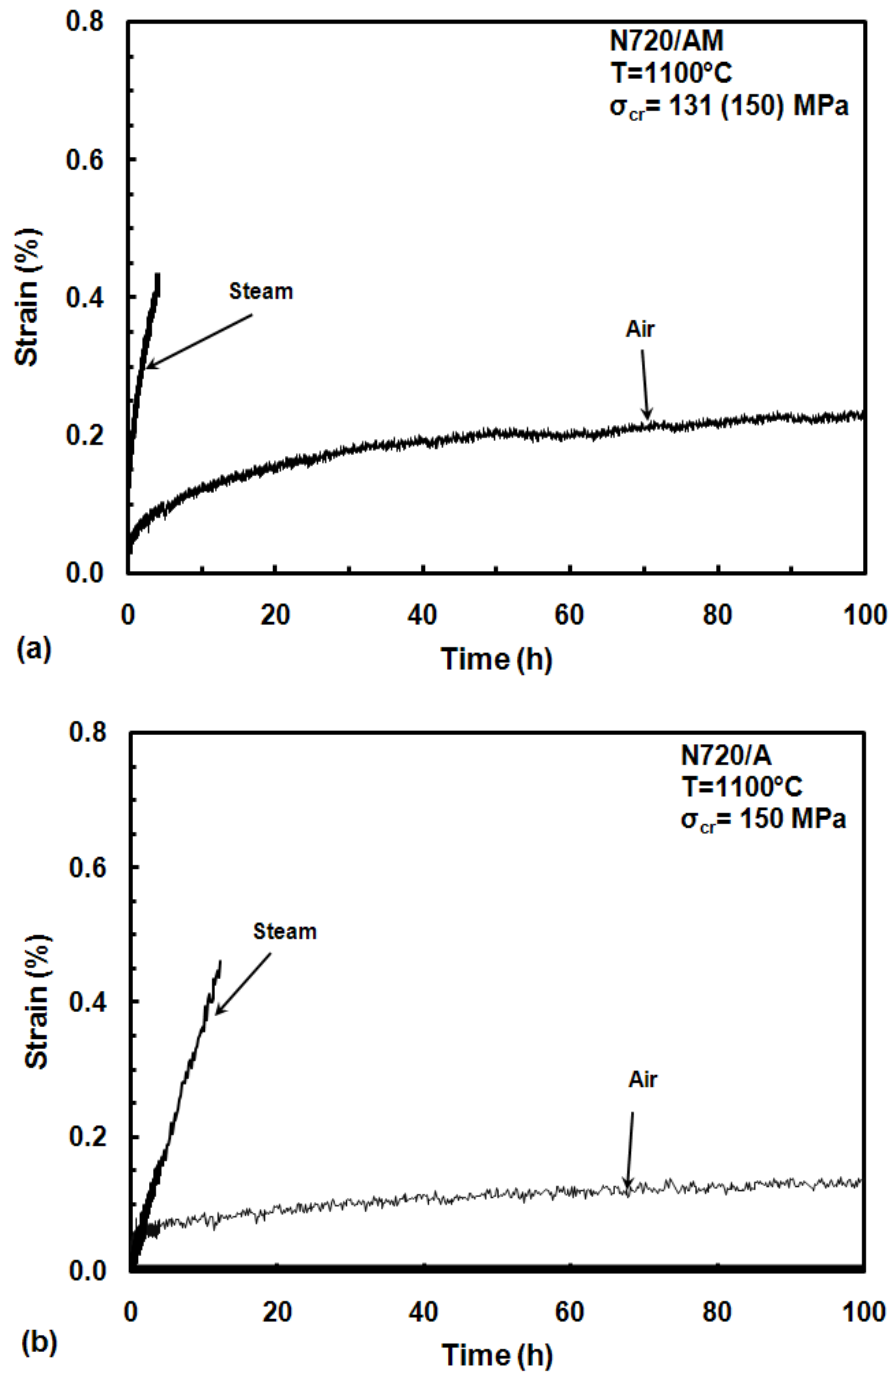 N720/AM
T=1100°C
σcr= 131 (150) MPa
0.8
0.6
0.4
0.2
0.0
Strain (%)
Steam
Air
0 20 40 60 80 100
Time (h)
(a)
N720/A
T=1100°C
σcr= 150 MPa
0.8
0.6
0.4
0.2
0.0
Strain (%)
Steam
Air
0 20 40 60 80 100
Time (h)
(b)